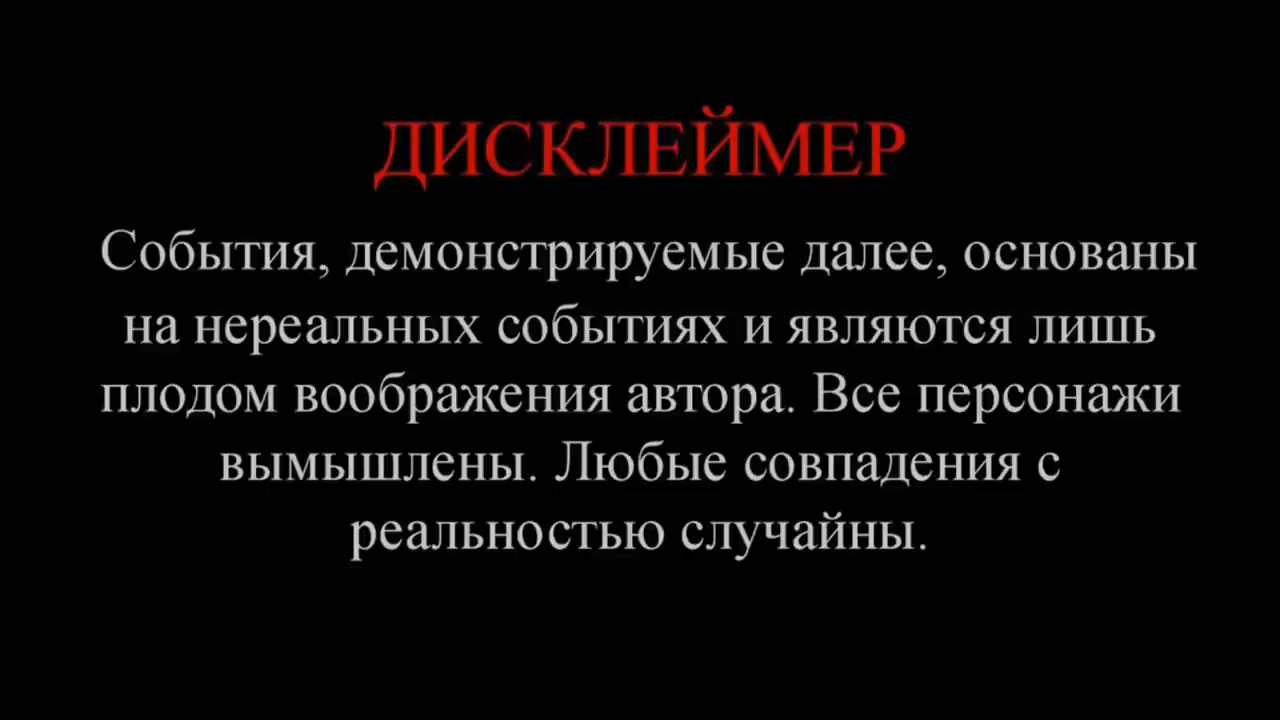 ДИСКЛЕЙМЕР
События, демонстрируемые далее, основаны
на нереальных событиях и являются лишь
плодом воображения автора. Все персонажи
вымышлены. Любые совпадения с
реальностью случайны.